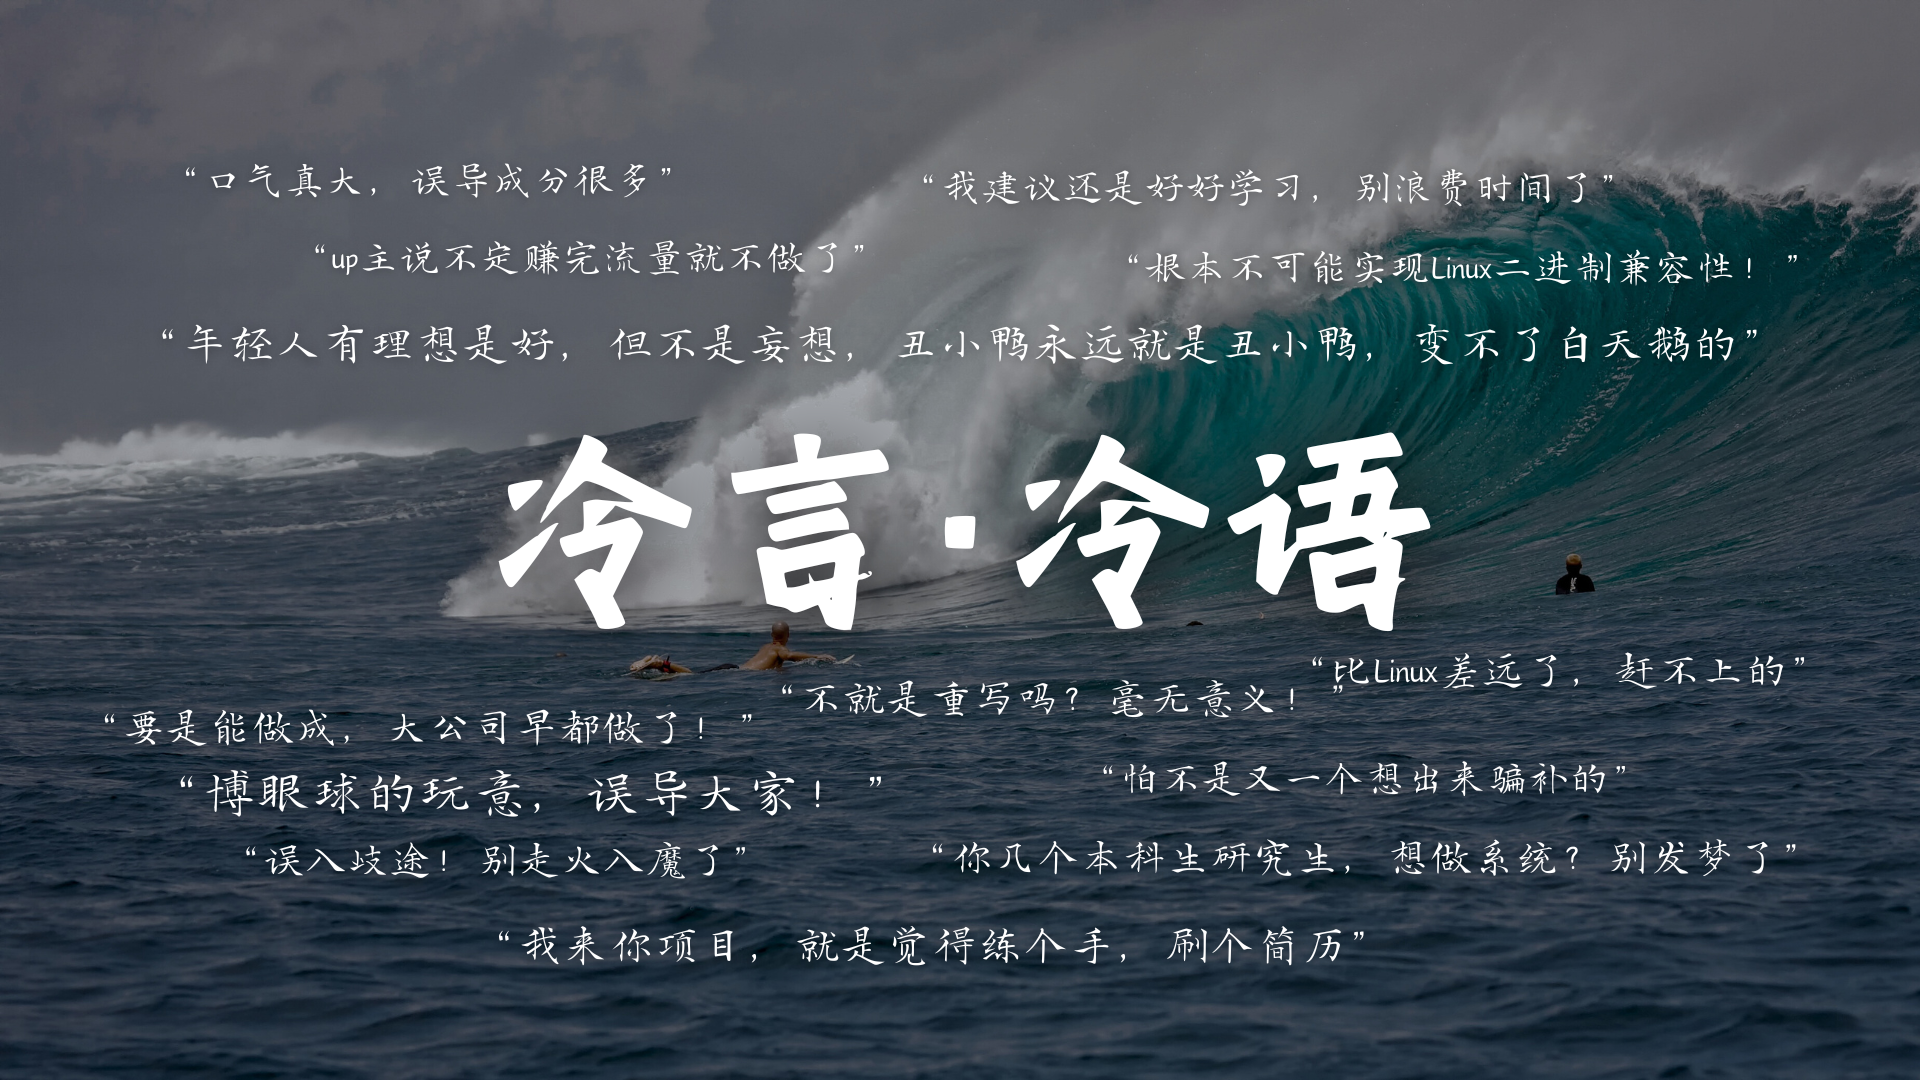 “口气真大，误导成分很多”
“我建议还是好好学习，别浪费时间了”
“up主说不定赚完流量就不做了”
“根本不可能实现Linux二进制兼容性！”
“年轻人有理想是好，但不是妄想，丑小鸭永远就是丑小鸭，变不了白天鹅的”
冷言·冷语
“比Linux差远了，赶不上的”
“不就是重写吗？毫无意义！”
“要是能做成，大公司早都做了！”
“博眼球的玩意，误导大家！”
“怕不是又一个想出来骗补的”
“误入歧途！别走火入魔了”
“你几个本科生研究生，想做系统？别发梦了”
“我来你项目，就是觉得练个手，刷个简历”